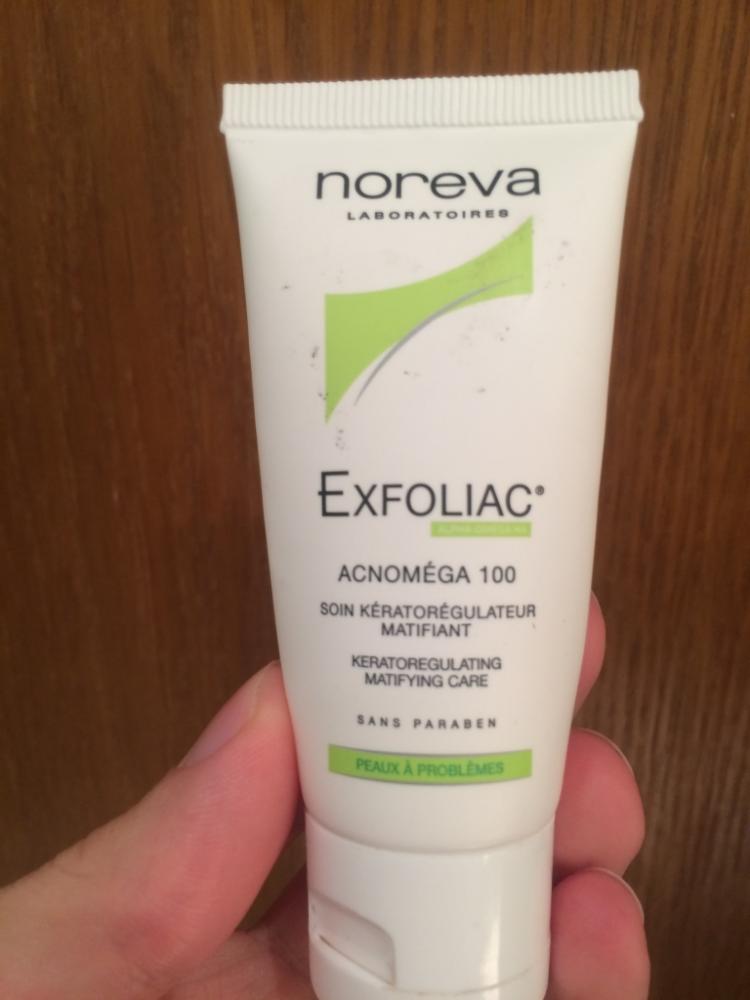 noreva
LABORATOIRES
EXFOLIAC®
ACNOMÉGA 100
SOIN KÉRATORÉGULATEUR
MATIFIANT
KERATOREGULATING
MATIFYING CARE
SANS PARABEN
PEAUX À PROBLÈMES